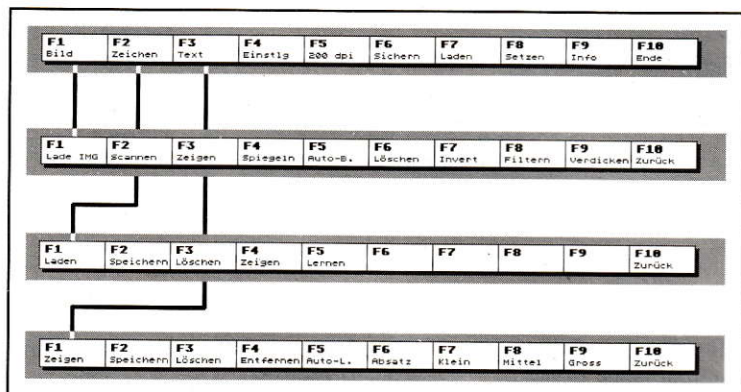 F1 F2 F3 F4 F5 F6 F7 F8 F9 F10
Bild Zeichen Text Einstlg 200 dpi Sichern Laden Setzen Info Ende
F1 F2 F3 F4 F5 F6 F7 F8 F9 F10
Lade IMG Scannen Zeigen Spiegeln Auto-B. Löschen Invert Filtern Verdicken Zurück
F1 F2 F3 F4 F5 F6 F7 F8 F9 F10
Laden Speichern Löschen Zeigen Lernen Zurück
F1 F2 F3 F4 F5 F6 F7 F8 F9 F10
Zeigen Speichern Löschen Entfernen Auto-L. Absatz Klein Mittel Gross Zurück